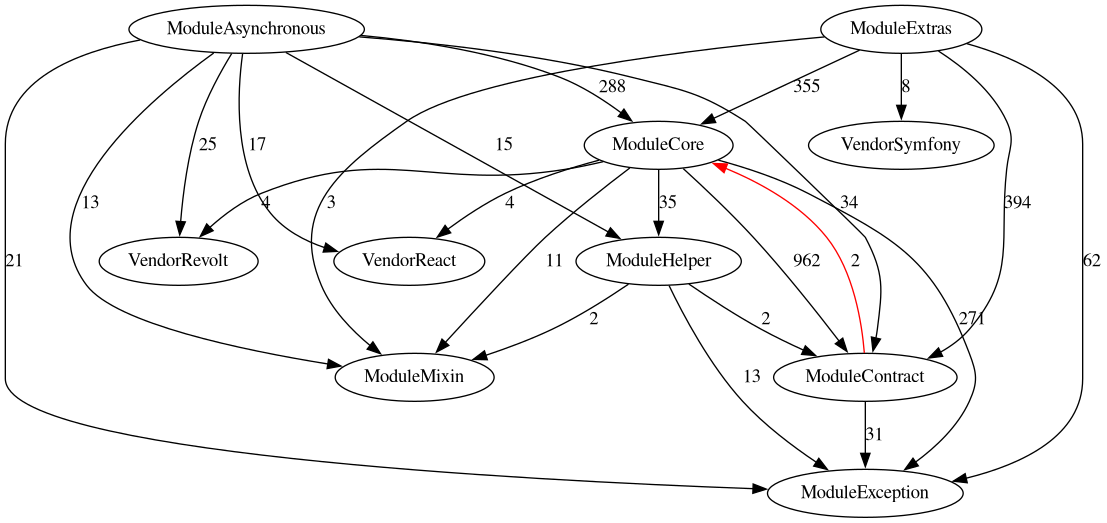 ModuleAsynchronous
ModuleExtras
288
355
8
ModuleCore
VendorSymfony
25
17
15
13
4
3
4
35
34
394
21
VendorRevolt
VendorReact
ModuleHelper
11
962
2
62
2
2
271
ModuleMixin
13
ModuleContract
31
ModuleException